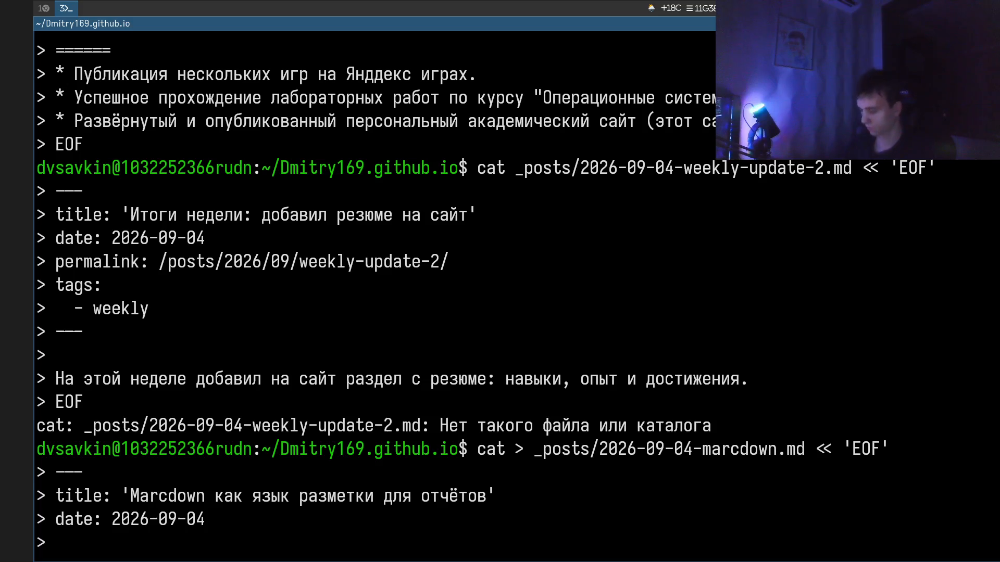 1
3
+18C
~/Dmitry169.github.io
> ======
> * Публикация нескольких игр на Янддекс играх.
> * Успешное прохождение лабораторных работ по курсу "Операционные
> * Развёрнутый и опубликованный персональный академический сайт (этот
> EOF
dvsavkin@1032252366rudn:~/Dmitry169.github.io$ cat _posts/2026-09-04-weekly-update-2.md << 'EOF'
> ---
> title: 'Итоги недели: добавил резюме на сайт'
> date: 2026-09-04
> permalink: /posts/2026/09/weekly-update-2/
> tags:
>   - weekly
> ---
>
> На этой неделе добавил на сайт раздел с резюме: навыки, опыт и достижения.
> EOF
cat: _posts/2026-09-04-weekly-update-2.md: Нет такого файла или каталога
dvsavkin@1032252366rudn:~/Dmitry169.github.io$ cat > _posts/2026-09-04-marcdown.md << 'EOF'
> ---
> title: 'Marcdown как язык разметки для отчётов'
> date: 2026-09-04
>